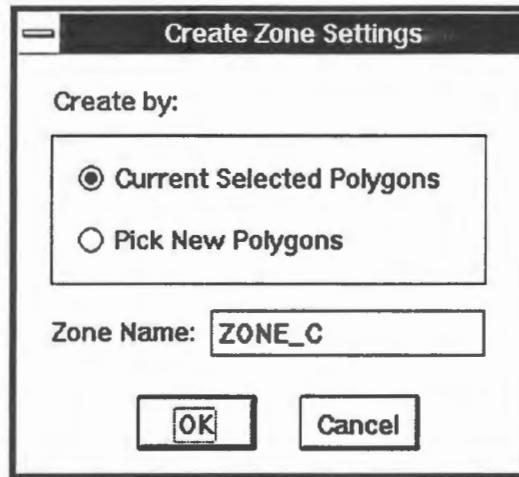 Create Zone Settings
Create by:
Current Selected Polygons
Pick New Polygons
Zone Name: ZONE_C
OK Cancel